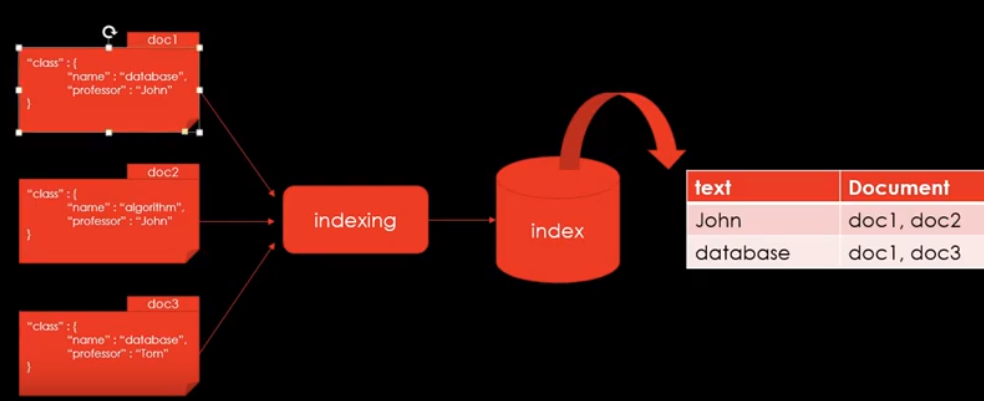 doc1
"class" : {
"name" : "database",
"professor" : "John"
}
doc2
"class" : {
"name" : "algorithm",
"professor" : "John"
}
doc3
"class" : {
"name" : "database",
"professor" : "Tom"
}
indexing
index
text Document
John doc1, doc2
database doc1, doc3